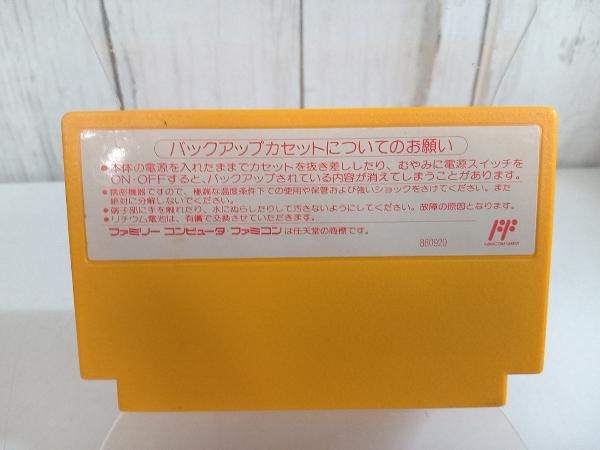 バックアップカセットについてのお願い
●本体の電源を入れたままでカセットを抜き差ししたり、むやみに電源スイッチを
ON・OFFすると、バックアップされている内容が消えてしまうことがあります。
●精密機器ですので、極端な温度条件下での使用や保管および強いショックをさけてください。また
絶対に分解しないでください。
●端子部に手を触れたり、水にぬらしたりして汚さないようにしてください。故障の原因となります。
●リチウム電池は、有償で交換させていただきます。
ファミリー コンピュータ・ファミコンは任天堂の商標です。
860920
FAMICOM FAMILY